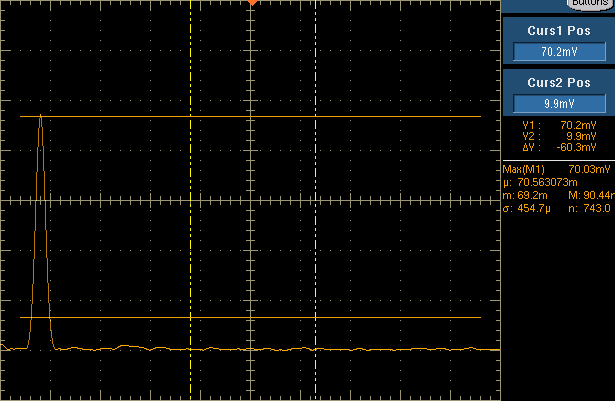 Buttons
Curs1 Pos
70.2mV
Curs2 Pos
9.9mV
V1 : 70.2mV
V2 : 9.9mV
ΔV : -60.3mV
Max(M1) 70.03mV
µ: 70.563073m
m: 69.2m M: 90.44m
σ: 454.7µ n: 743.0